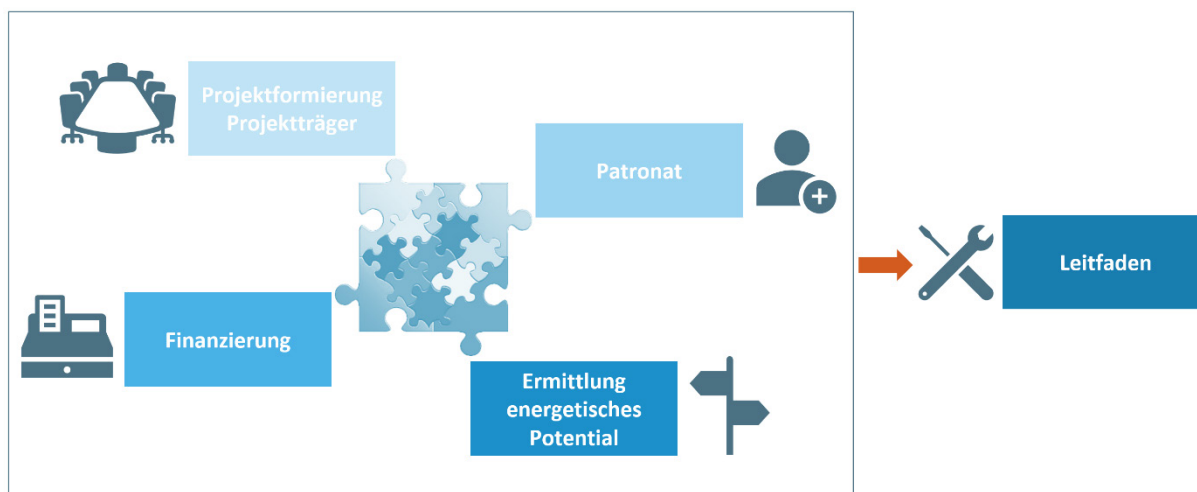 Projektformierung
Projektträger
Patronat
Leitfaden
Finanzierung
Ermittlung
energetisches
Potential